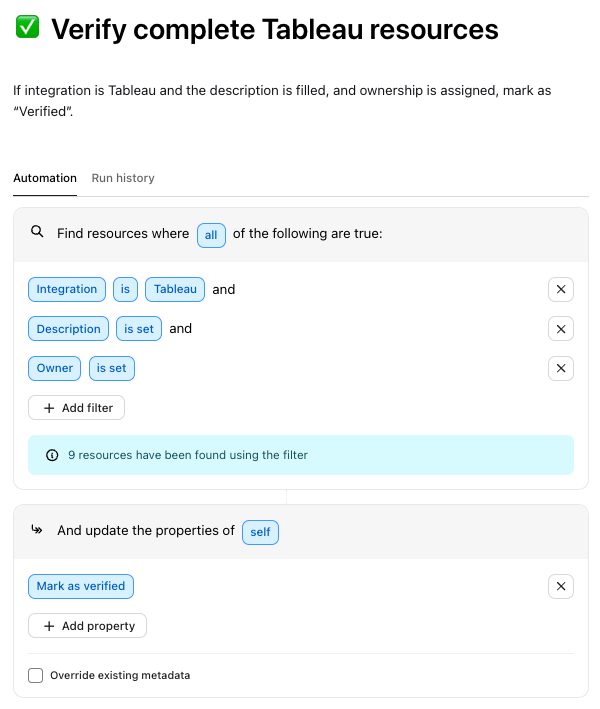 ✅ Verify complete Tableau resources
If integration is Tableau and the description is filled, and ownership is assigned, mark as
“Verified”.
Automation Run history
Find resources where all of the following are true:
Integration is Tableau and
Description is set and
Owner is set
+ Add filter
9 resources have been found using the filter
And update the properties of self
Mark as verified
+ Add property
Override existing metadata